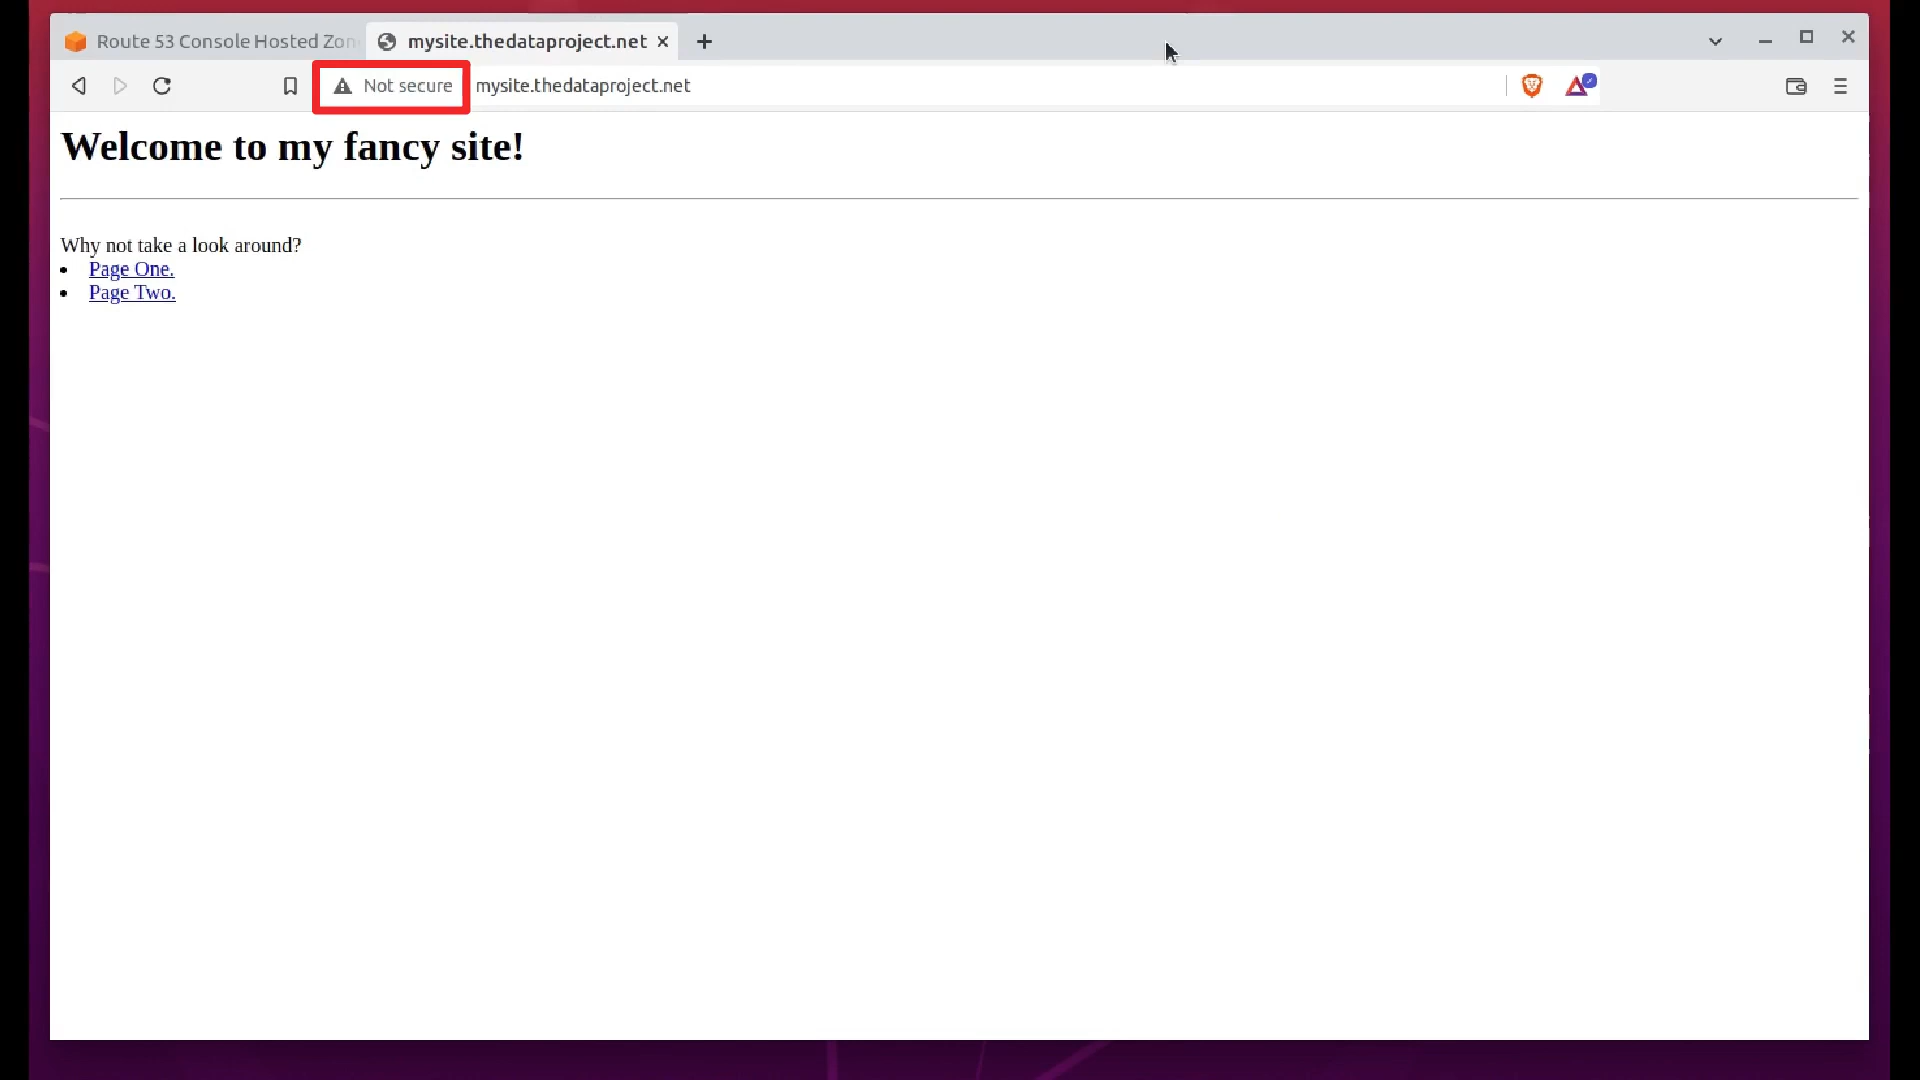 Route 53 Console Hosted Zon
mysite.thedataproject.net
Not secure
mysite.thedataproject.net
Welcome to my fancy site!
Why not take a look around?
Page One.
Page Two.